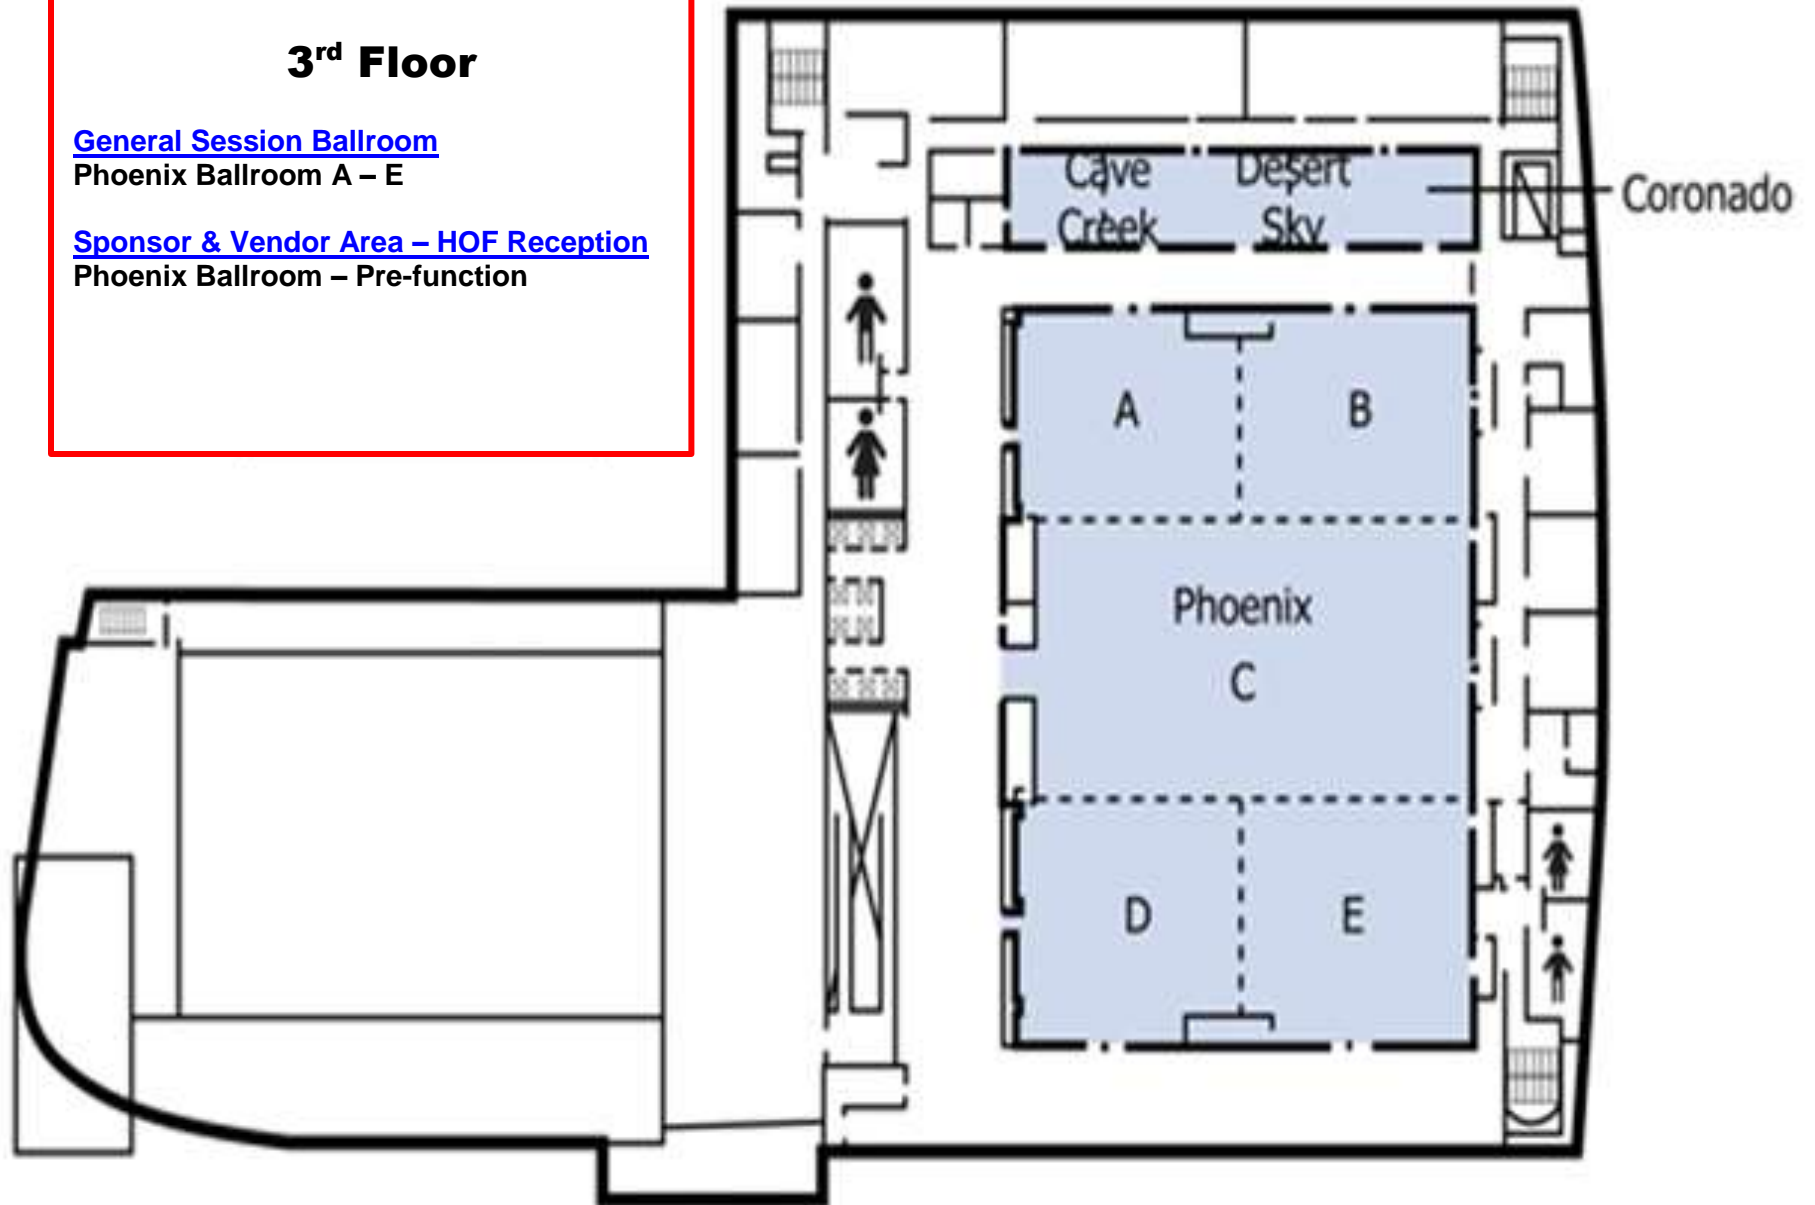 3rd Floor
General Session Ballroom
Phoenix Ballroom A – E
Sponsor & Vendor Area – HOF Reception
Phoenix Ballroom – Pre-function
Cave
Creek
Desert
Sky
Coronado
A
B
Phoenix
C
D
E